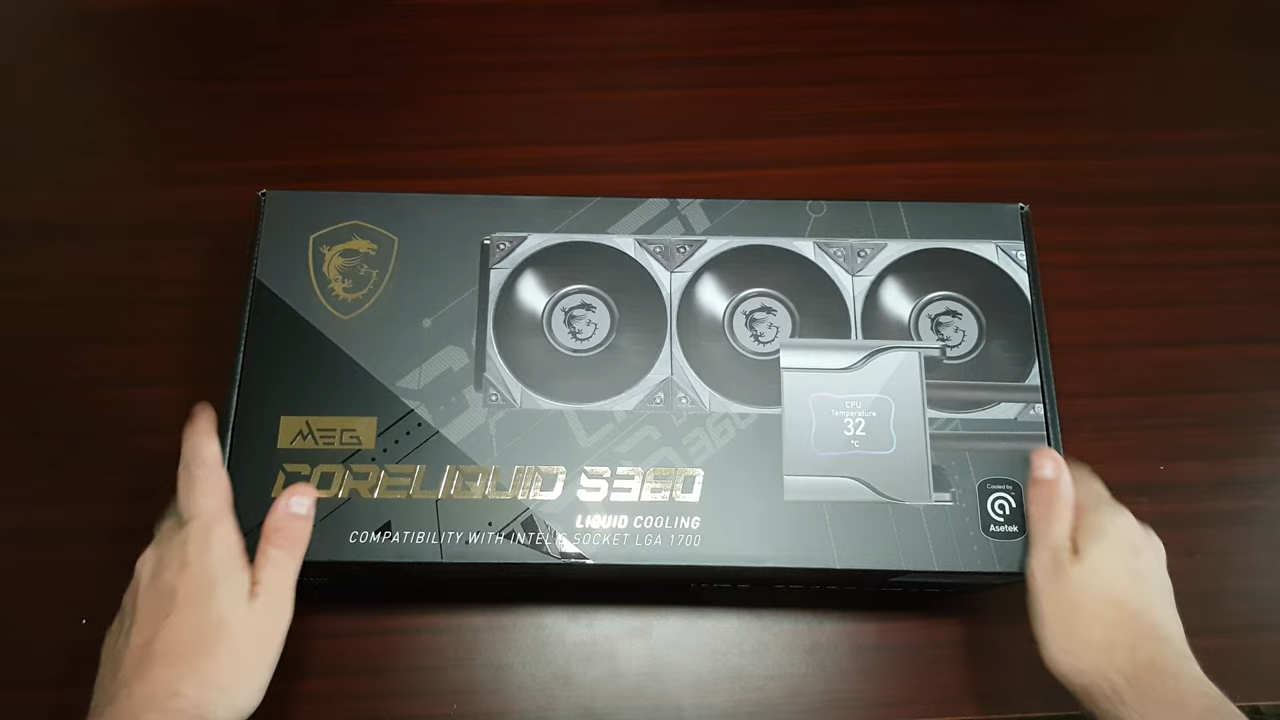 MEG
CORELIQUID S360
LIQUID COOLING
COMPATIBILITY WITH INTEL® SOCKET LGA 1700
CPU
Temperature
32
°C
Cooled by
Asetek